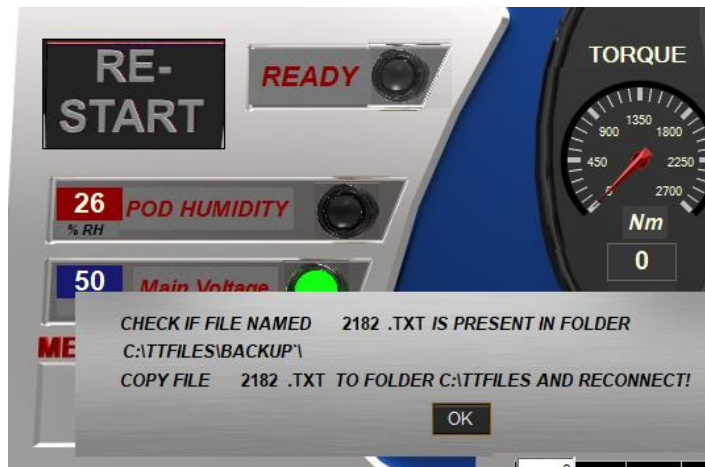 RE-
START
READY
TORQUE
1350
900
1800
450
2250
0
2700
Nm
0
26
POD HUMIDITY
% RH
50
Main Voltage
ME
CHECK IF FILE NAMED 2182 .TXT IS PRESENT IN FOLDER
C:\TTFILES\BACKUP`\
COPY FILE 2182 .TXT TO FOLDER C:\TTFILES AND RECONNECT!
OK